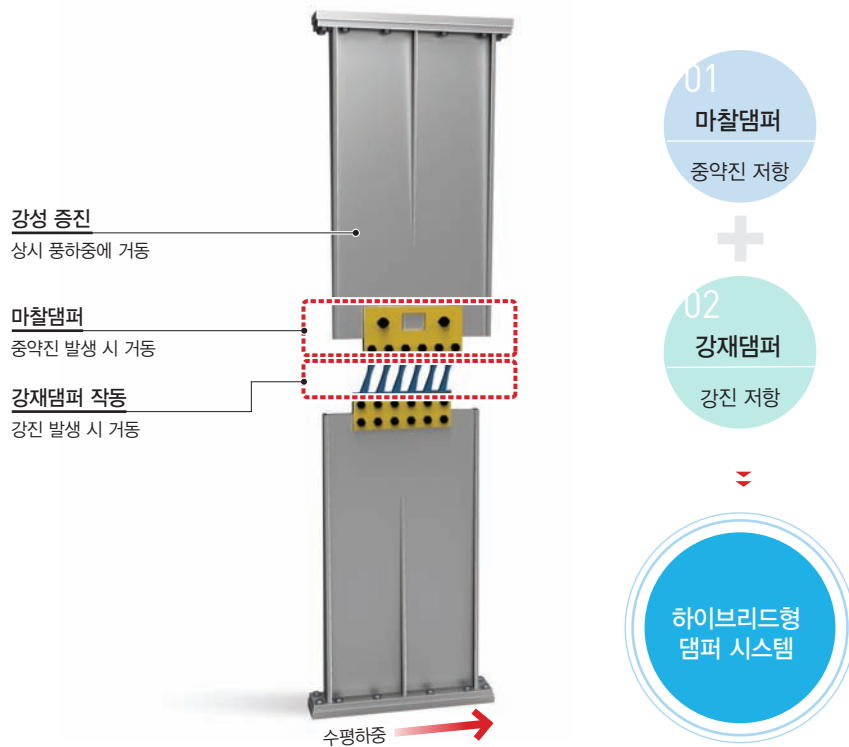 강성 증진
상시 풍하중에 거동
마찰댐퍼
중약진 발생 시 거동
강재댐퍼 작동
강진 발생 시 거동
수평하중
01
마찰댐퍼
중약진 저항
02
강재댐퍼
강진 저항
하이브리드형
댐퍼 시스템